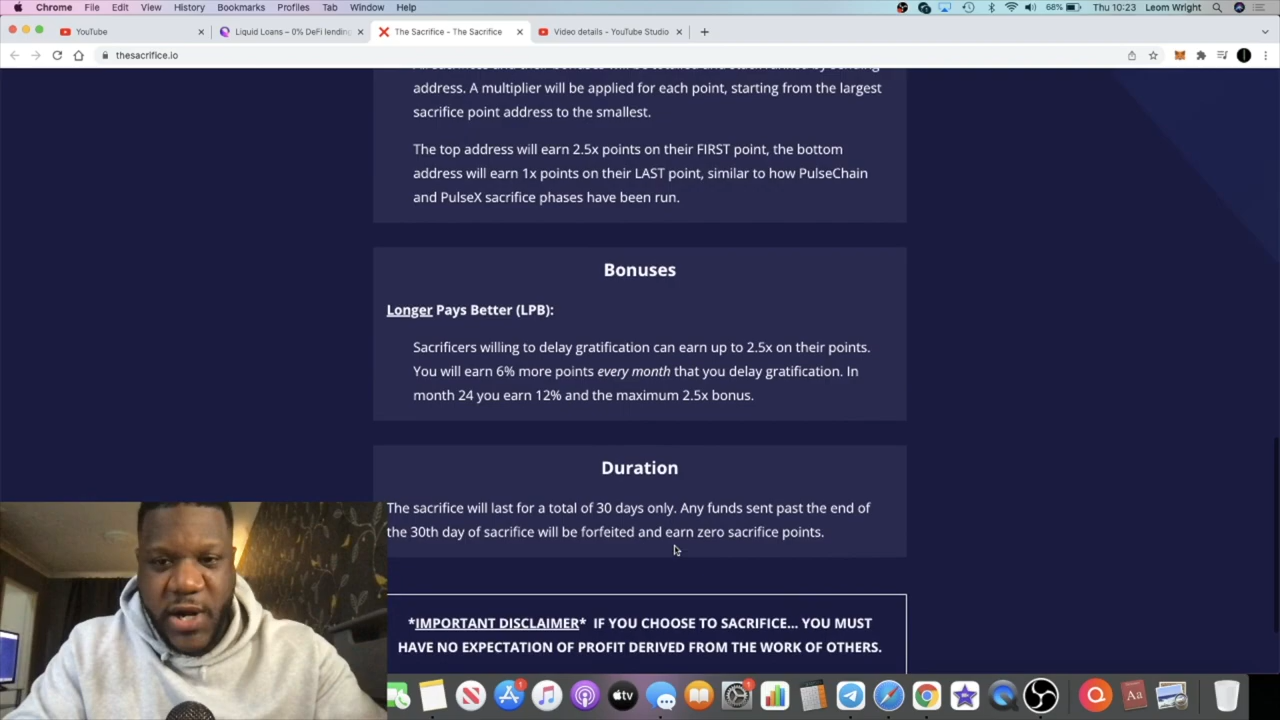 Chrome File Edit View History Bookmarks Profiles Tab Window Help 68% Thu 10:23 Leom Wright
YouTube Liquid Loans – 0% DeFi lending The Sacrifice - The Sacrifice Video details - YouTube Studio
thesacrifice.io
address. A multiplier will be applied for each point, starting from the largest
sacrifice point address to the smallest.
The top address will earn 2.5x points on their FIRST point, the bottom
address will earn 1x points on their LAST point, similar to how PulseChain
and PulseX sacrifice phases have been run.
Bonuses
Longer Pays Better (LPB):
Sacrificers willing to delay gratification can earn up to 2.5x on their points.
You will earn 6% more points every month that you delay gratification. In
month 24 you earn 12% and the maximum 2.5x bonus.
Duration
The sacrifice will last for a total of 30 days only. Any funds sent past the end of
the 30th day of sacrifice will be forfeited and earn zero sacrifice points.
*IMPORTANT DISCLAIMER* IF YOU CHOOSE TO SACRIFICE... YOU MUST
HAVE NO EXPECTATION OF PROFIT DERIVED FROM THE WORK OF OTHERS.
tv